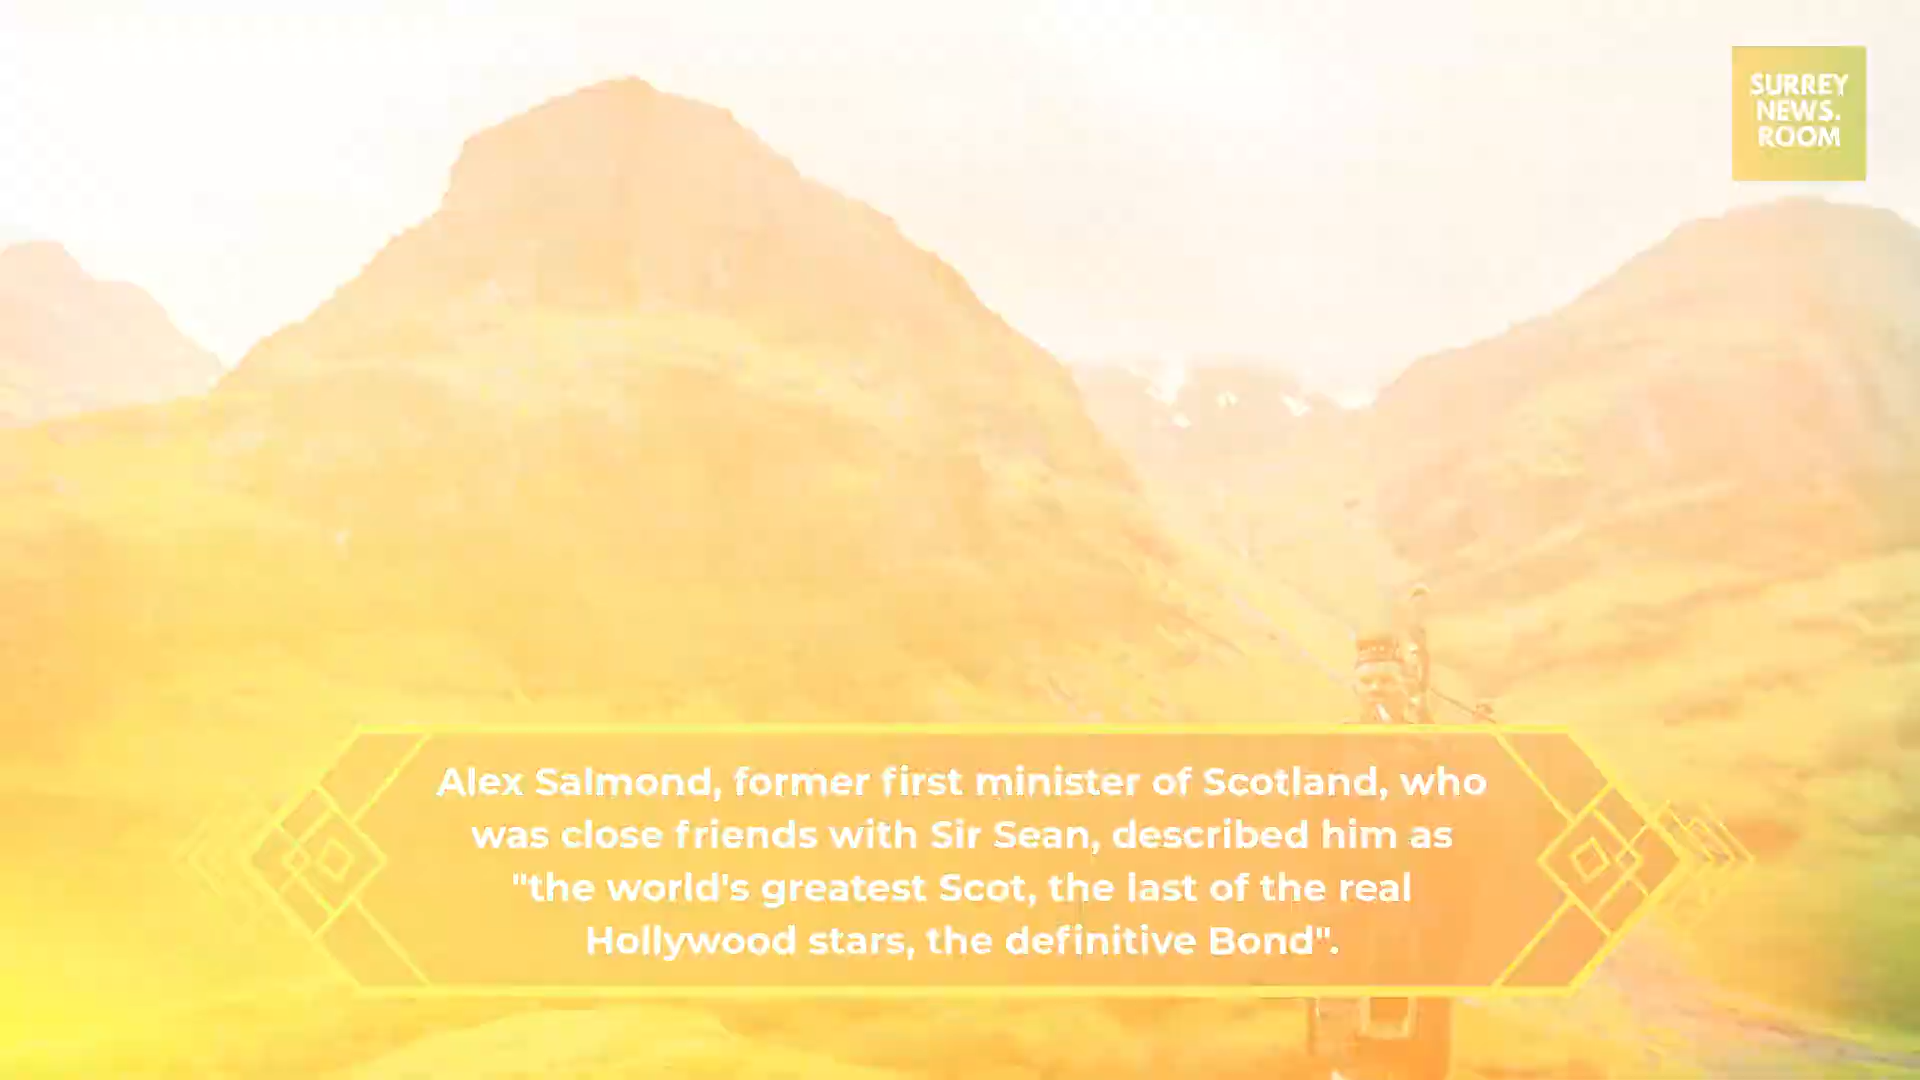 SURREY
NEWS.
ROOM
Alex Salmond, former first minister of Scotland, who
was close friends with Sir Sean, described him as
"the world's greatest Scot, the last of the real
Hollywood stars, the definitive Bond".